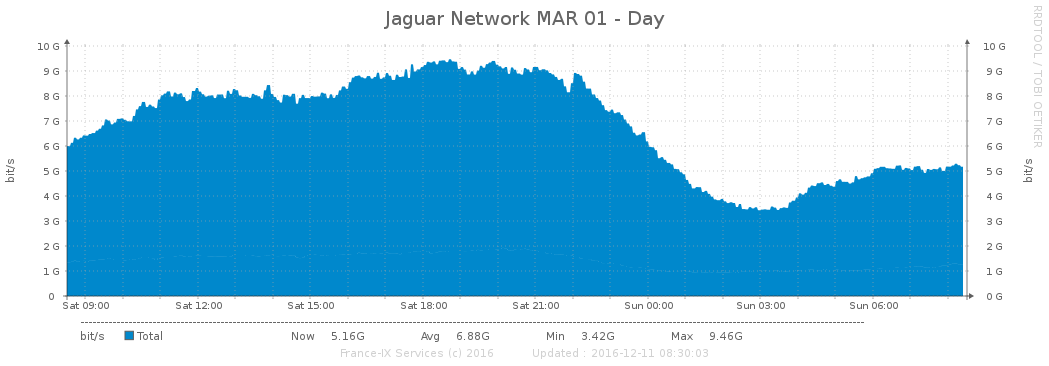 Jaguar Network MAR 01 - Day
RRDTOOL / TOBI OETIKER
10 G 10 G
9 G 9 G
8 G 8 G
7 G 7 G
6 G 6 G
5 G 5 G
4 G 4 G
3 G 3 G
2 G 2 G
1 G 1 G
0 0 G
bit/s bit/s
Sat 09:00 Sat 12:00 Sat 15:00 Sat 18:00 Sat 21:00 Sun 00:00 Sun 03:00 Sun 06:00
bit/s Total Now 5.16G Avg 6.88G Min 3.42G Max 9.46G
France-IX Services (c) 2016 Updated : 2016-12-11 08:30:03